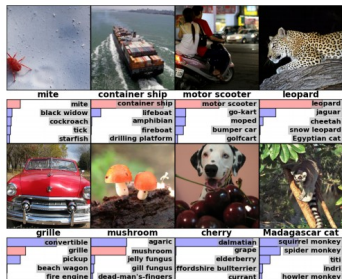 mite container ship motor scooter leopard
mite container ship motor scooter leopard
black widow lifeboat go-kart jaguar
cockroach amphibian moped cheetah
tick fireboat bumper car snow leopard
starfish drilling platform golfcart Egyptian cat
grille mushroom cherry Madagascar cat
convertible agaric dalmatian squirrel monkey
grille mushroom grape spider monkey
pickup jelly fungus elderberry titi
beach wagon gill fungus ffordshire bullterrier indri
fire engine dead-man's-fingers currant howler monkey